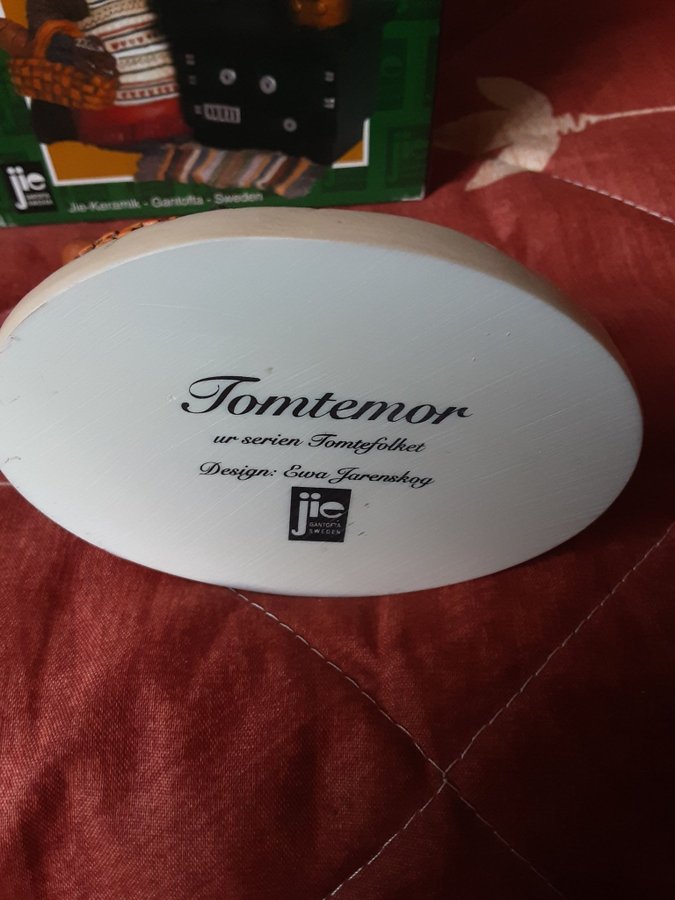 jie
Jie-Keramik - Gantofta - Sweden
Tomtemor
ur serien Tomtefolket
Design: Ewa Jarenskog
jie
GANTOFTA
SWEDEN